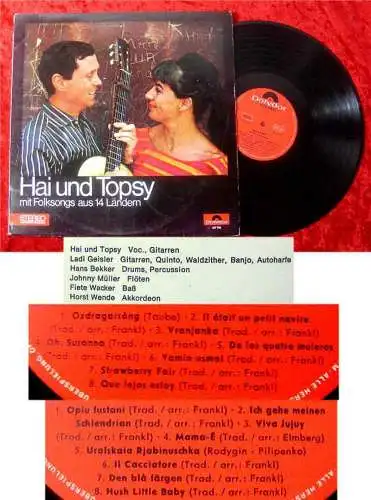 Hai und Topsy
mit Folksongs aus 14 Ländern
STEREO
Polydor
Polydor
Hai und Topsy Voc., Gitarren
Ladi Geisler Gitarren, Quinto, Waldzither, Banjo, Autoharfe
Hans Bekker Drums, Percussion
Johnny Müller Flöten
Fiete Wacker Baß
Horst Wende Akkordeon
1. Oxdragarsång (Taube) · 2. Il était un petit navire
(Trad. / arr.: Frankl) · 3. Vranjanka (Trad. / arr.: Frankl)
4. Oh, Susanna (Trad. / arr.: Frankl) · 5. De los quatro muleros
(Trad. / arr.: Frankl) · 6. Yamin usmol (Trad. / arr.: Frankl)
7. Strawberry Fair (Trad. / arr.: Frankl)
8. Que lejos estoy (Trad. / arr.: Frankl)
1. Opiu fustani (Trad. / arr.: Frankl) · 2. Ich gehe meinen
Schlendrian (Trad. / arr.: Frankl) · 3. Viva Jujuy
(Trad. / arr.: Frankl) · 4. Mama-E (Trad. / arr.: Elmberg)
5. Uralskaia Rjabinuschka (Rodygin - Pilipenko)
6. Il Cacciatore (Trad. / arr.: Frankl)
7. Den blå färgen (Trad. / arr.: Frankl)
8. Hush Little Baby (Trad. / arr.: Frankl)